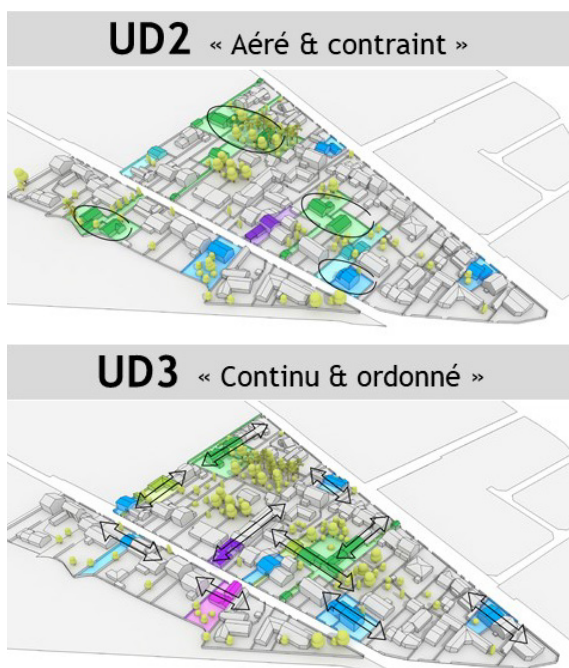 UD2 « Aéré & contraint »
UD3 « Continu & ordonné »